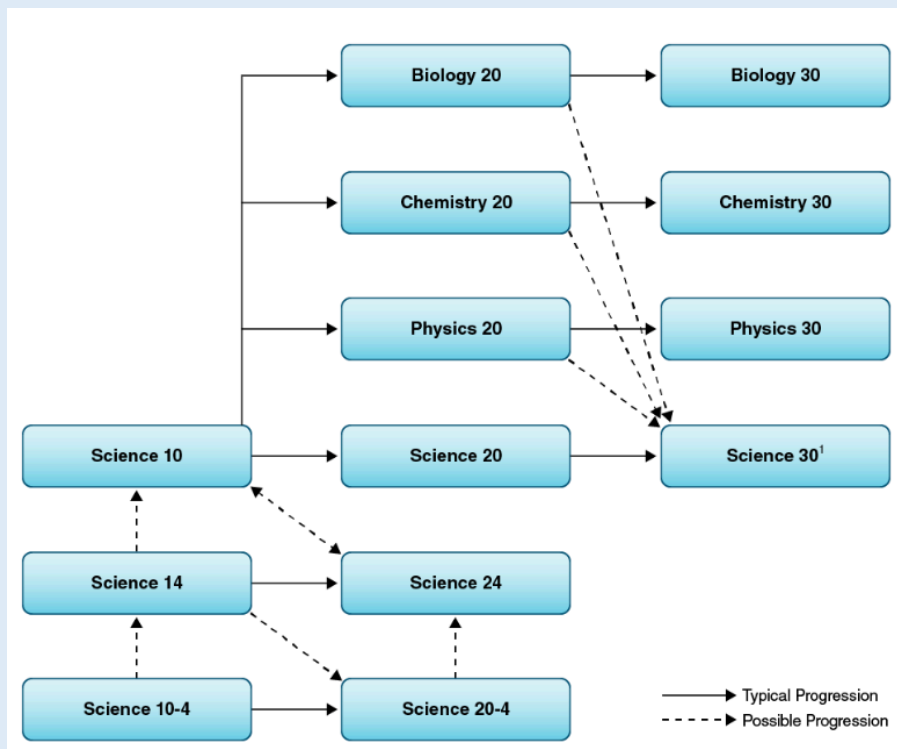 Biology 20
Biology 30
Chemistry 20
Chemistry 30
Physics 20
Physics 30
Science 10
Science 20
Science 30¹
Science 14
Science 24
Science 10-4
Science 20-4
Typical Progression
Possible Progression